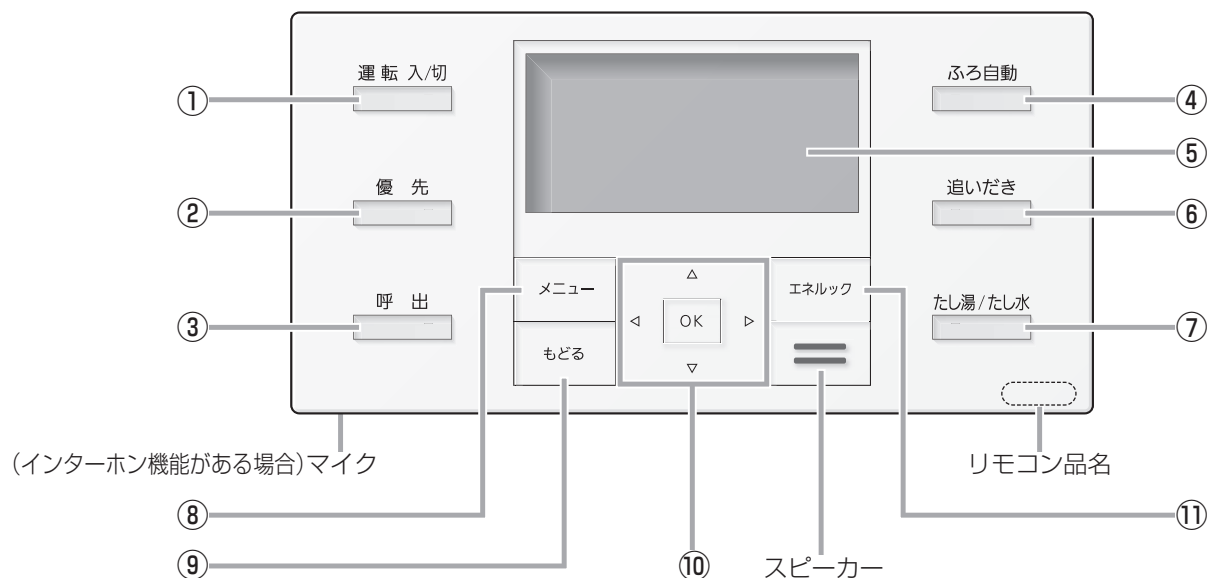 運転 入/切
ふろ自動
①
④
⑤
優先
追いだき
②
⑥
メニュー
エネルック
呼出
たし湯/たし水
③
OK
⑦
もどる
(インターホン機能がある場合)マイク
リモコン品名
⑧
⑪
⑨
⑩
スピーカー